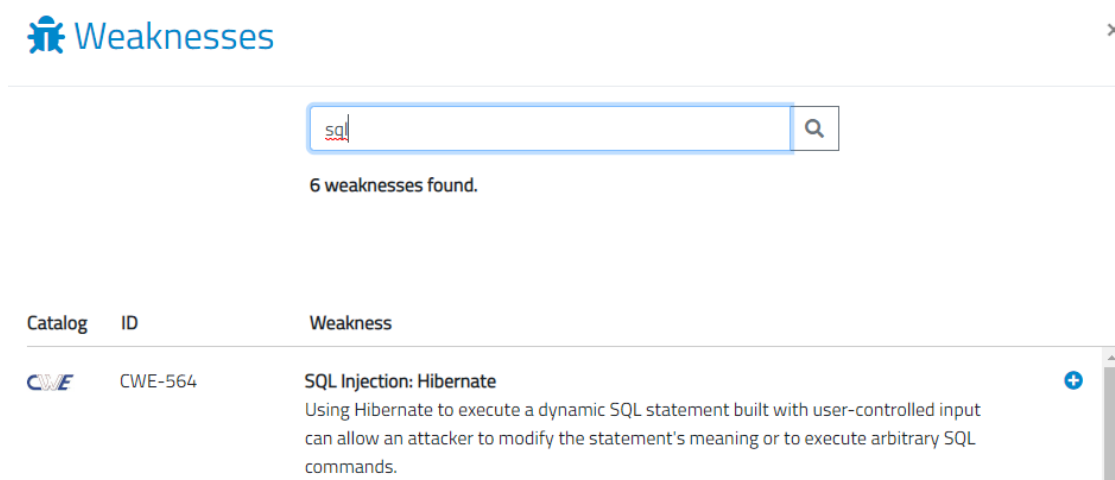 Weaknesses
sql
6 weaknesses found.
Catalog ID Weakness
CWE CWE-564 SQL Injection: Hibernate
Using Hibernate to execute a dynamic SQL statement built with user-controlled input
can allow an attacker to modify the statement's meaning or to execute arbitrary SQL
commands.